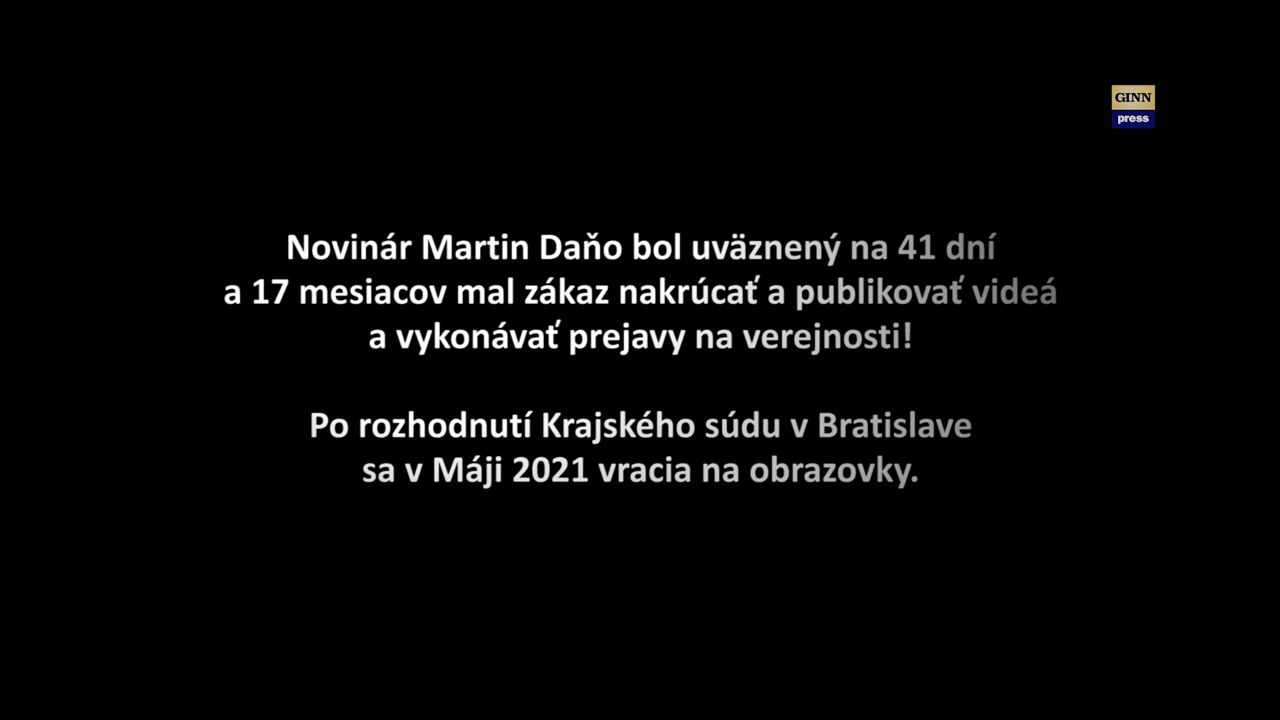 GINN
press
Novinár Martin Daňo bol uväznený na 41 dní
a 17 mesiacov mal zákaz nakrúcať a publikovať videá
a vykonávať prejavy na verejnosti!
Po rozhodnutí Krajského súdu v Bratislave
sa v Máji 2021 vracia na obrazovky.